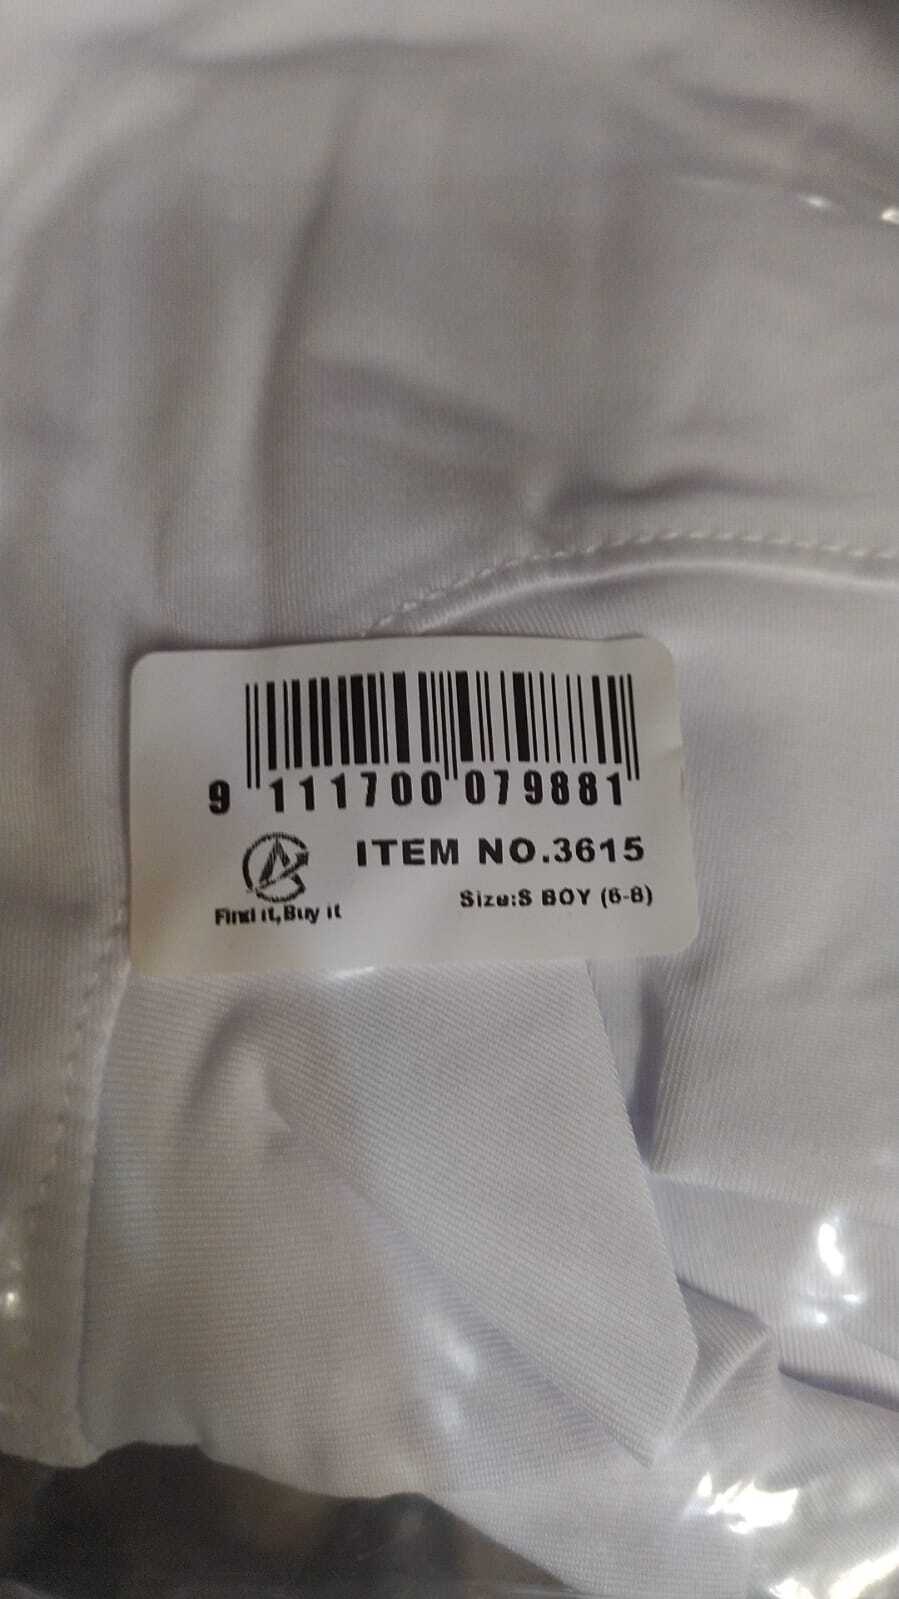 9 111700 079881
ITEM NO.3615
Find it,Buy it
Size:S BOY (6-8)